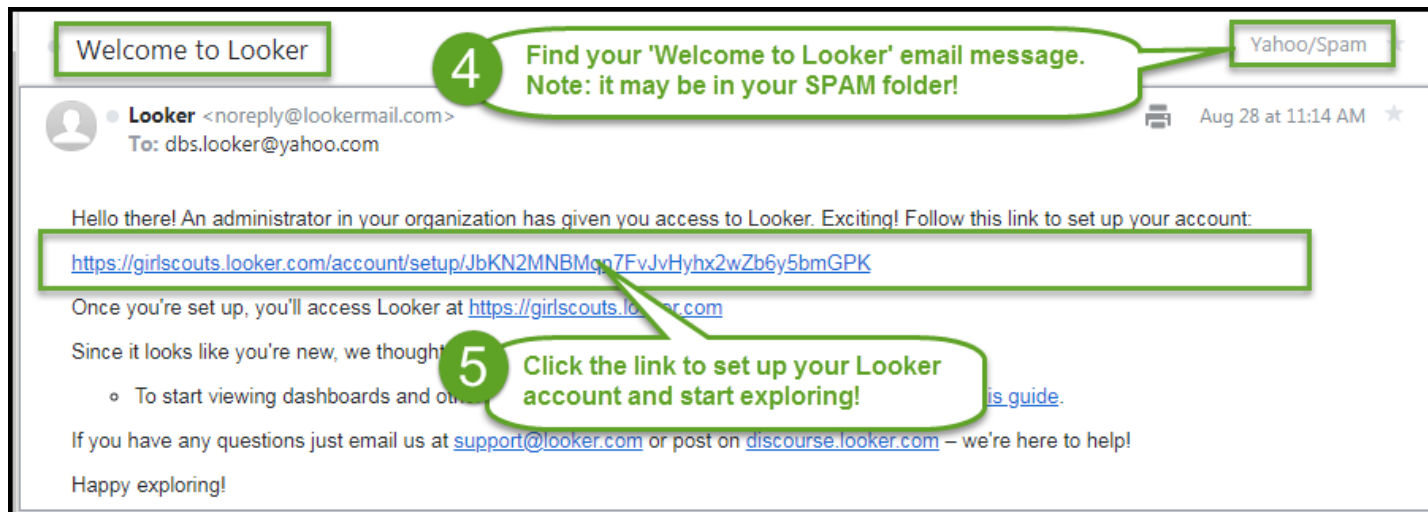 Welcome to Looker
4
Find your 'Welcome to Looker' email message.
Note: it may be in your SPAM folder!
Yahoo/Spam
Looker <noreply@lookermail.com>
Aug 28 at 11:14 AM
To: dbs.looker@yahoo.com
Hello there! An administrator in your organization has given you access to Looker. Exciting! Follow this link to set up your account:
https://girlscouts.looker.com/account/setup/JbKN2MNBMqp7FvJvHyhx2wZb6y5bmGPK
Once you're set up, you'll access Looker at https://girlscouts.looker.com
Since it looks like you're new, we thought
5
Click the link to set up your Looker
account and start exploring!
To start viewing dashboards and is guide.
If you have any questions just email us at support@looker.com or post on discourse.looker.com – we're here to help!
Happy exploring!